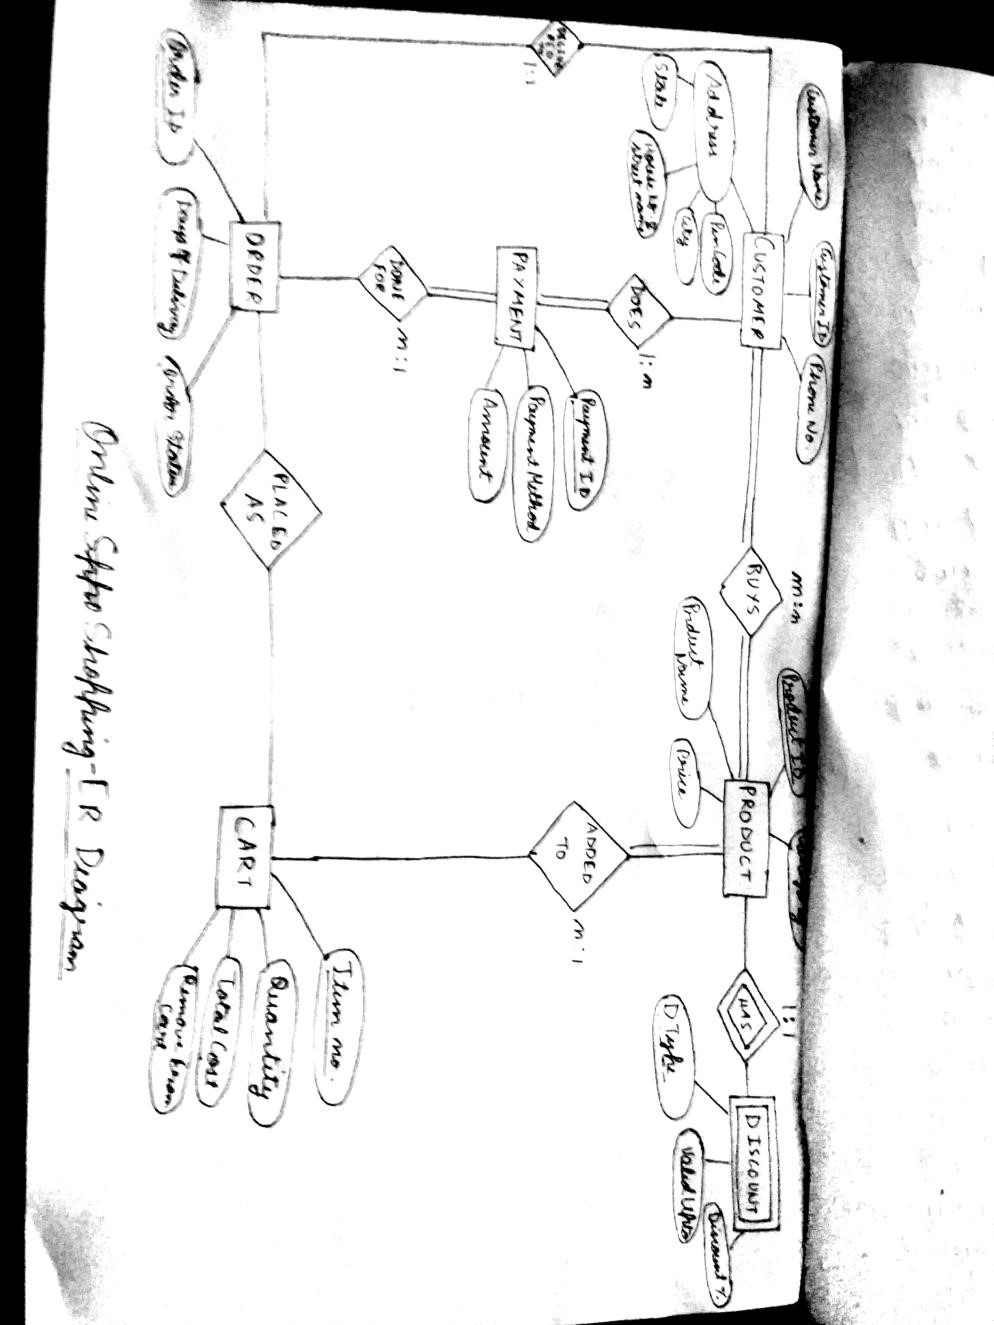 Customer Name
Customer ID
Phone No.
CUSTOMER
Address
State
House No &
street name
City
Pin Code
1:1
BUYS
m:n
Product ID
Product
Name
Price
PRODUCT
HAS
1:1
DISCOUNT
D Type
Valid Upto
Discount %
DOES
1:m
PAYMENT
Payment ID
Payment Method
Amount
DONE
FOR
m:1
ADDED
TO
m:1
ORDER
Order ID
Days of Delivery
Order Status
PLACED
AS
CART
Item no.
Quantity
Total Cost
Remove from
Online Shopping-ER Diagram